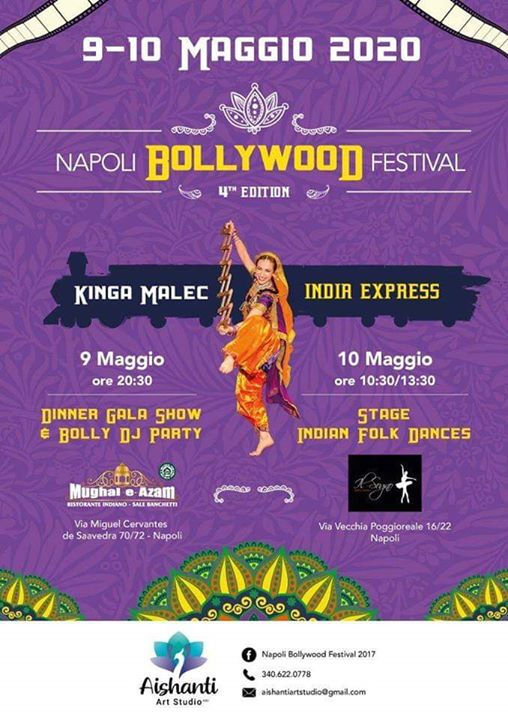 9-10 Maggio 2020
NAPOLI BOLLYWOOD FESTIVAL
4TH EDITION
KINGA MALEC
INDIA EXPRESS
9 Maggio
ore 20:30
DINNER GALA SHOW
& BOLLY DJ PARTY
Mughal e Azam
RISTORANTE INDIANO - SALE BANCHETTI
Via Miguel Cervantes
de Saavedra 70/72 - Napoli
10 Maggio
ore 10:30/13:30
STAGE
INDIAN FOLK DANCES
Il Sogno
Via Vecchia Poggioreale 16/22
Napoli
Aishanti
Art Studio
Napoli Bollywood Festival 2017
340.622.0778
aishantiartstudio@gmail.com